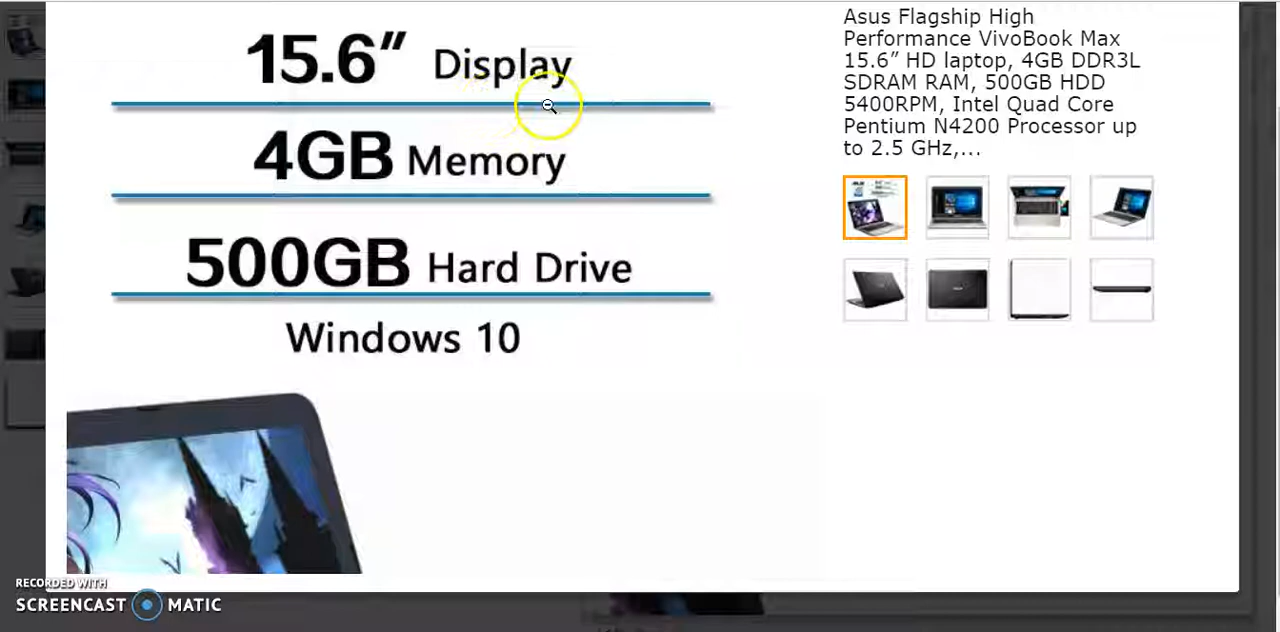 15.6” Display
4GB Memory
500GB Hard Drive
Windows 10
Asus Flagship High
Performance VivoBook Max
15.6” HD laptop, 4GB DDR3L
SDRAM RAM, 500GB HDD
5400RPM, Intel Quad Core
Pentium N4200 Processor up
to 2.5 GHz,...
RECORDED WITH
SCREENCAST MATIC